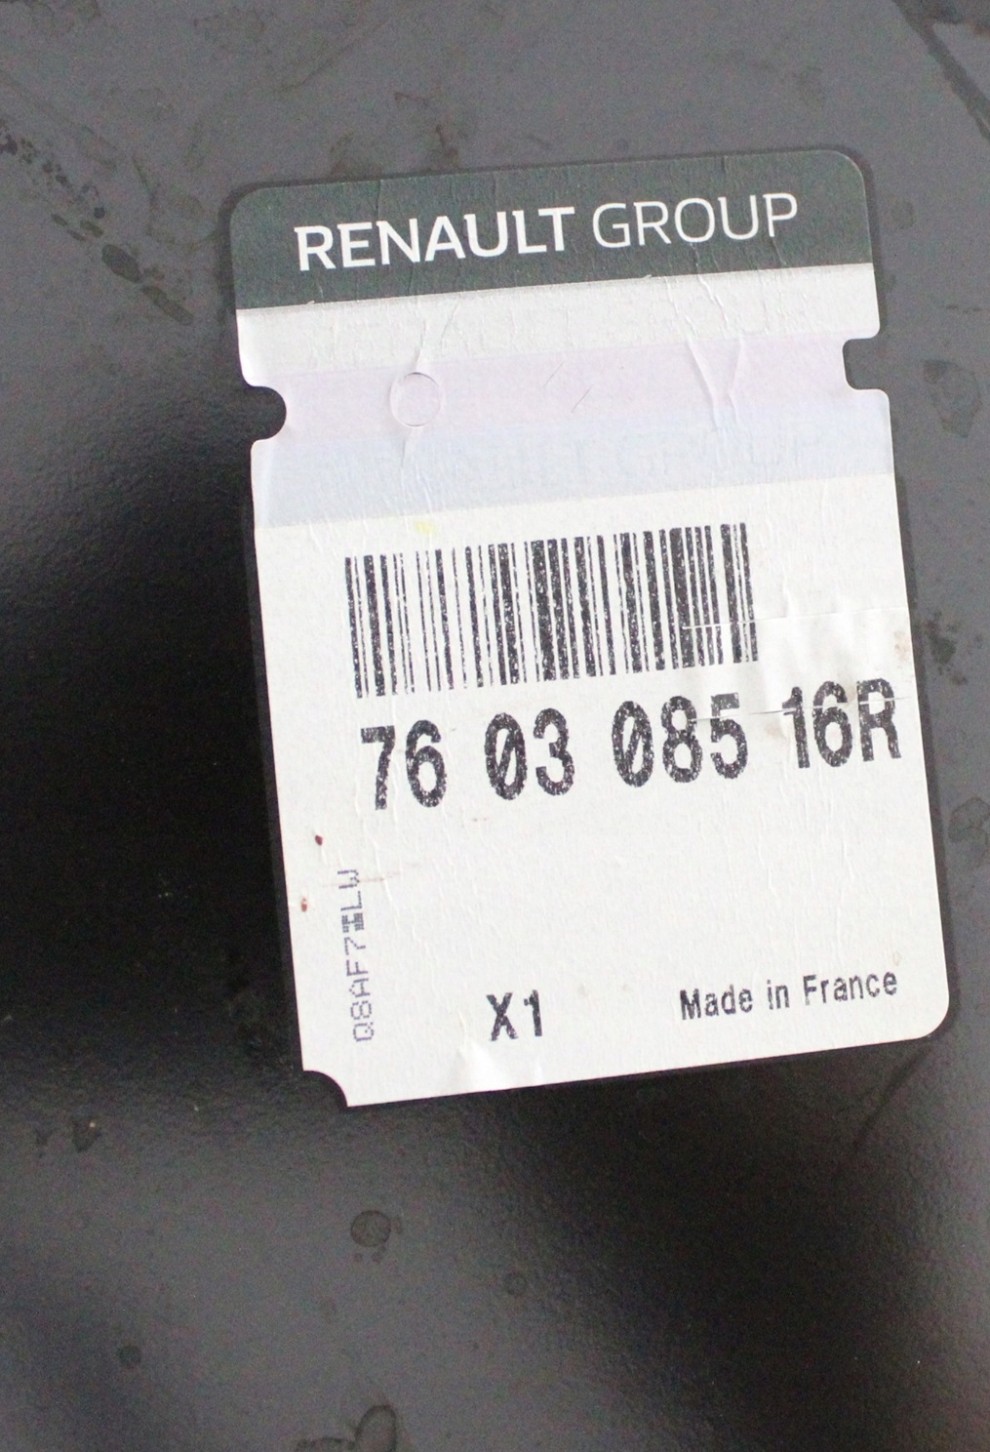 RENAULT GROUP
76 03 085 16R
X1
Made in France